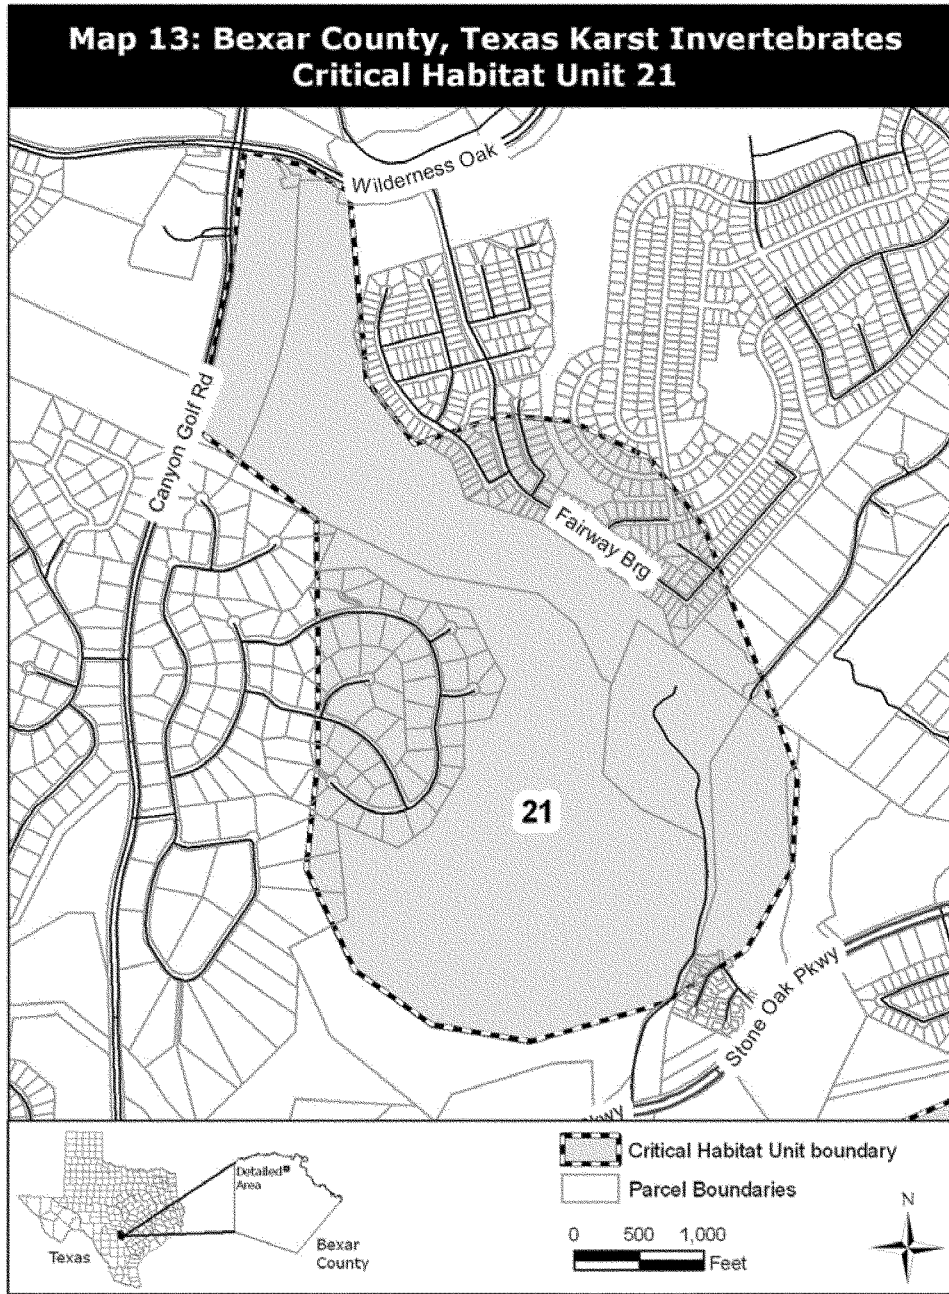 Map 13: Bexar County, Texas Karst Invertebrates
Critical Habitat Unit 21
Wilderness Oak
Canyon Golf Rd
Fairway Brg
21
Stone Oak Pkwy
Pkwy
Detailed
Area
Texas
Bexar
County
Critical Habitat Unit boundary
Parcel Boundaries
0 500 1,000
Feet
N